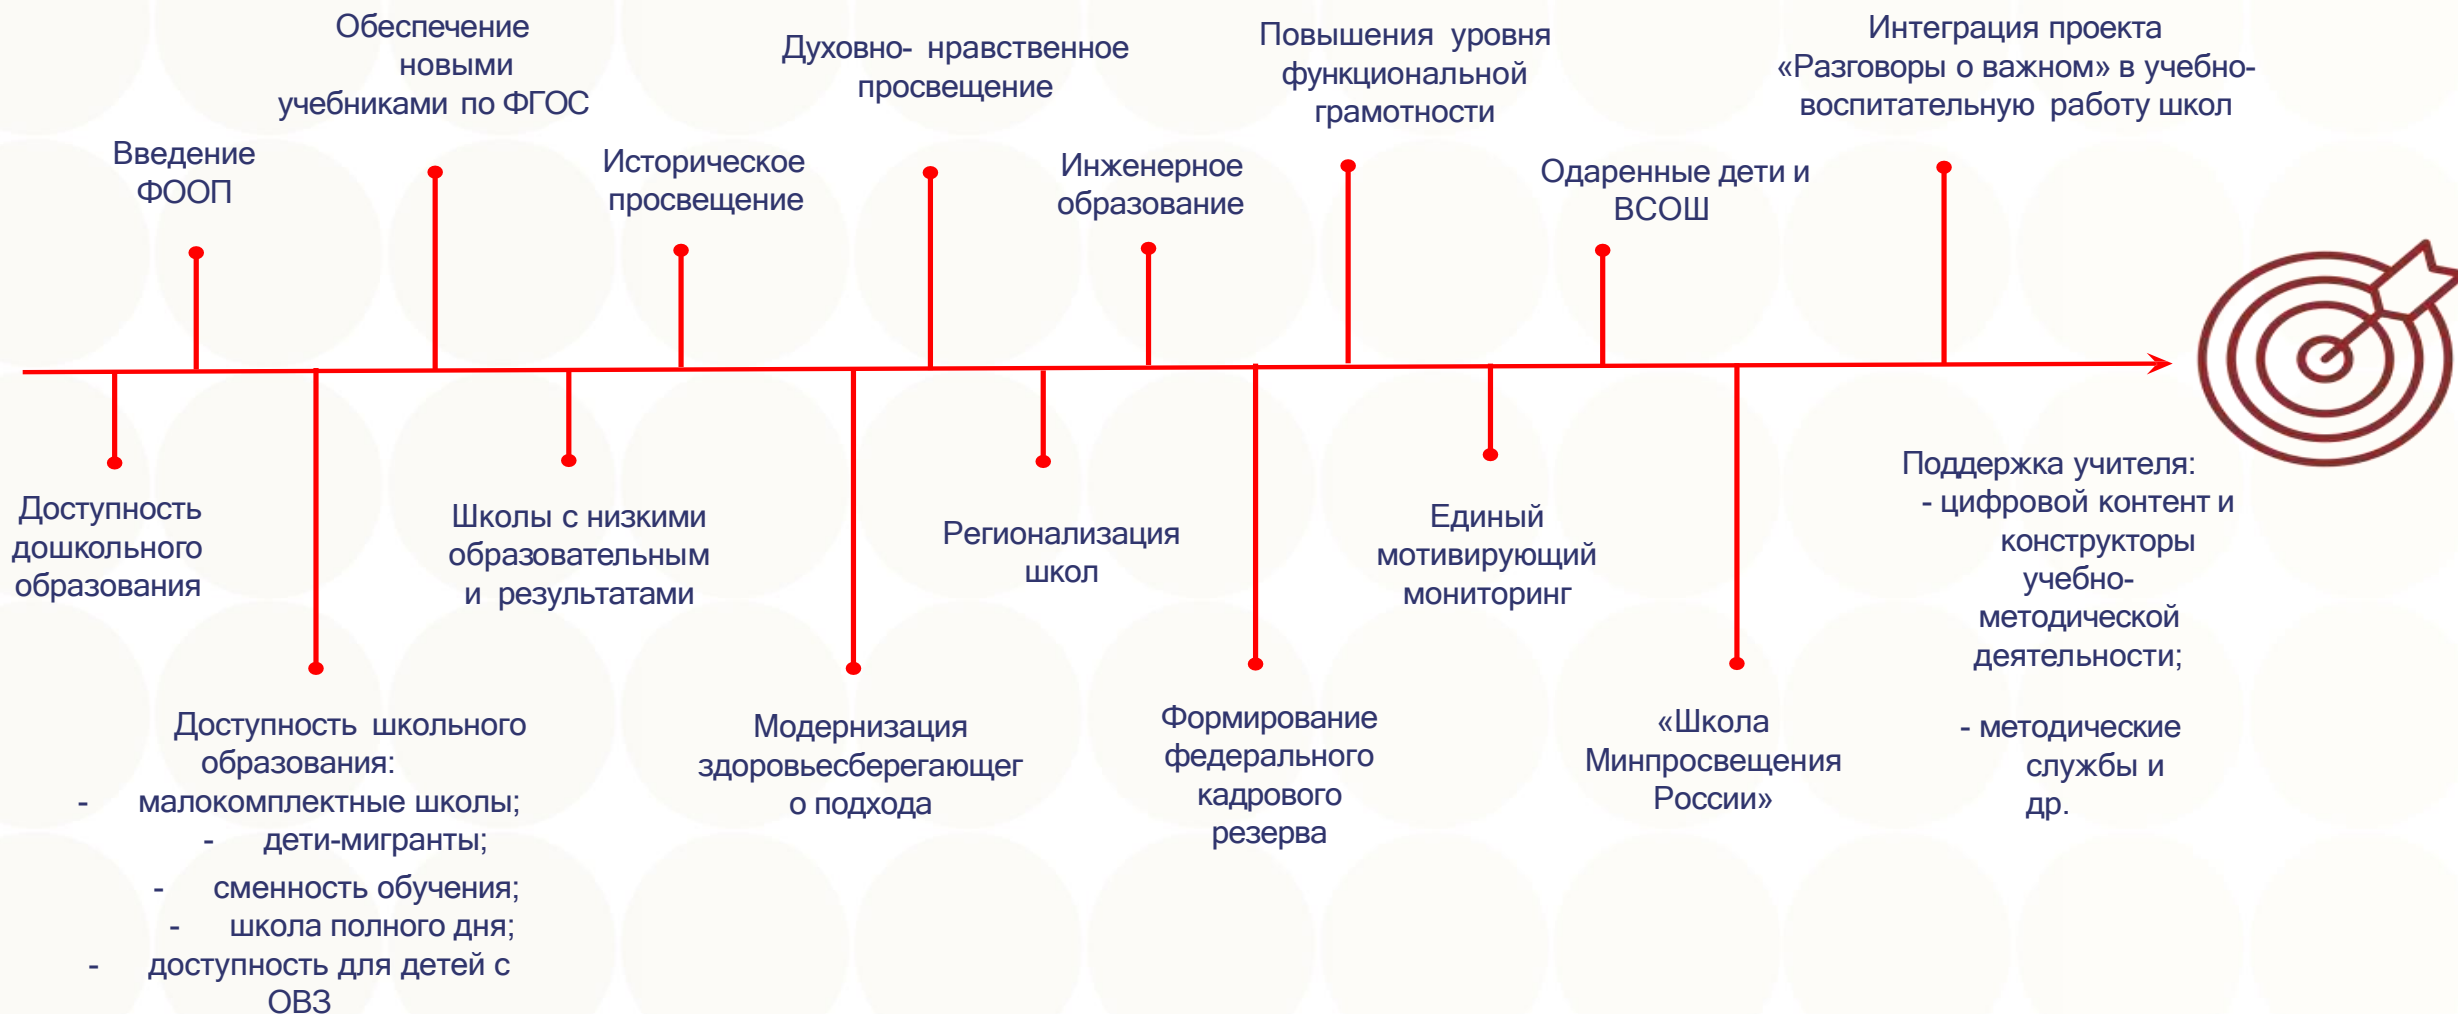 Обеспечение
новыми
учебниками по ФГОС
Духовно- нравственное
просвещение
Повышения уровня
функциональной
грамотности
Интеграция проекта
«Разговоры о важном» в учебно-
воспитательную работу школ
Введение
ФООП
Историческое
просвещение
Инженерное
образование
Одаренные дети и
ВСОШ
Доступность
дошкольного
образования
Школы с низкими
образовательным
и результатами
Регионализация
школ
Единый
мотивирующий
мониторинг
Поддержка учителя:
- цифровой контент и
конструкторы
учебно-
методической
деятельности;
- методические
службы и
др.
Доступность школьного
образования:
- малокомплектные школы;
- дети-мигранты;
- сменность обучения;
- школа полного дня;
- доступность для детей с
ОВЗ
Модернизация
здоровьесберегающег
о подхода
Формирование
федерального
кадрового
резерва
«Школа
Минпросвещения
России»